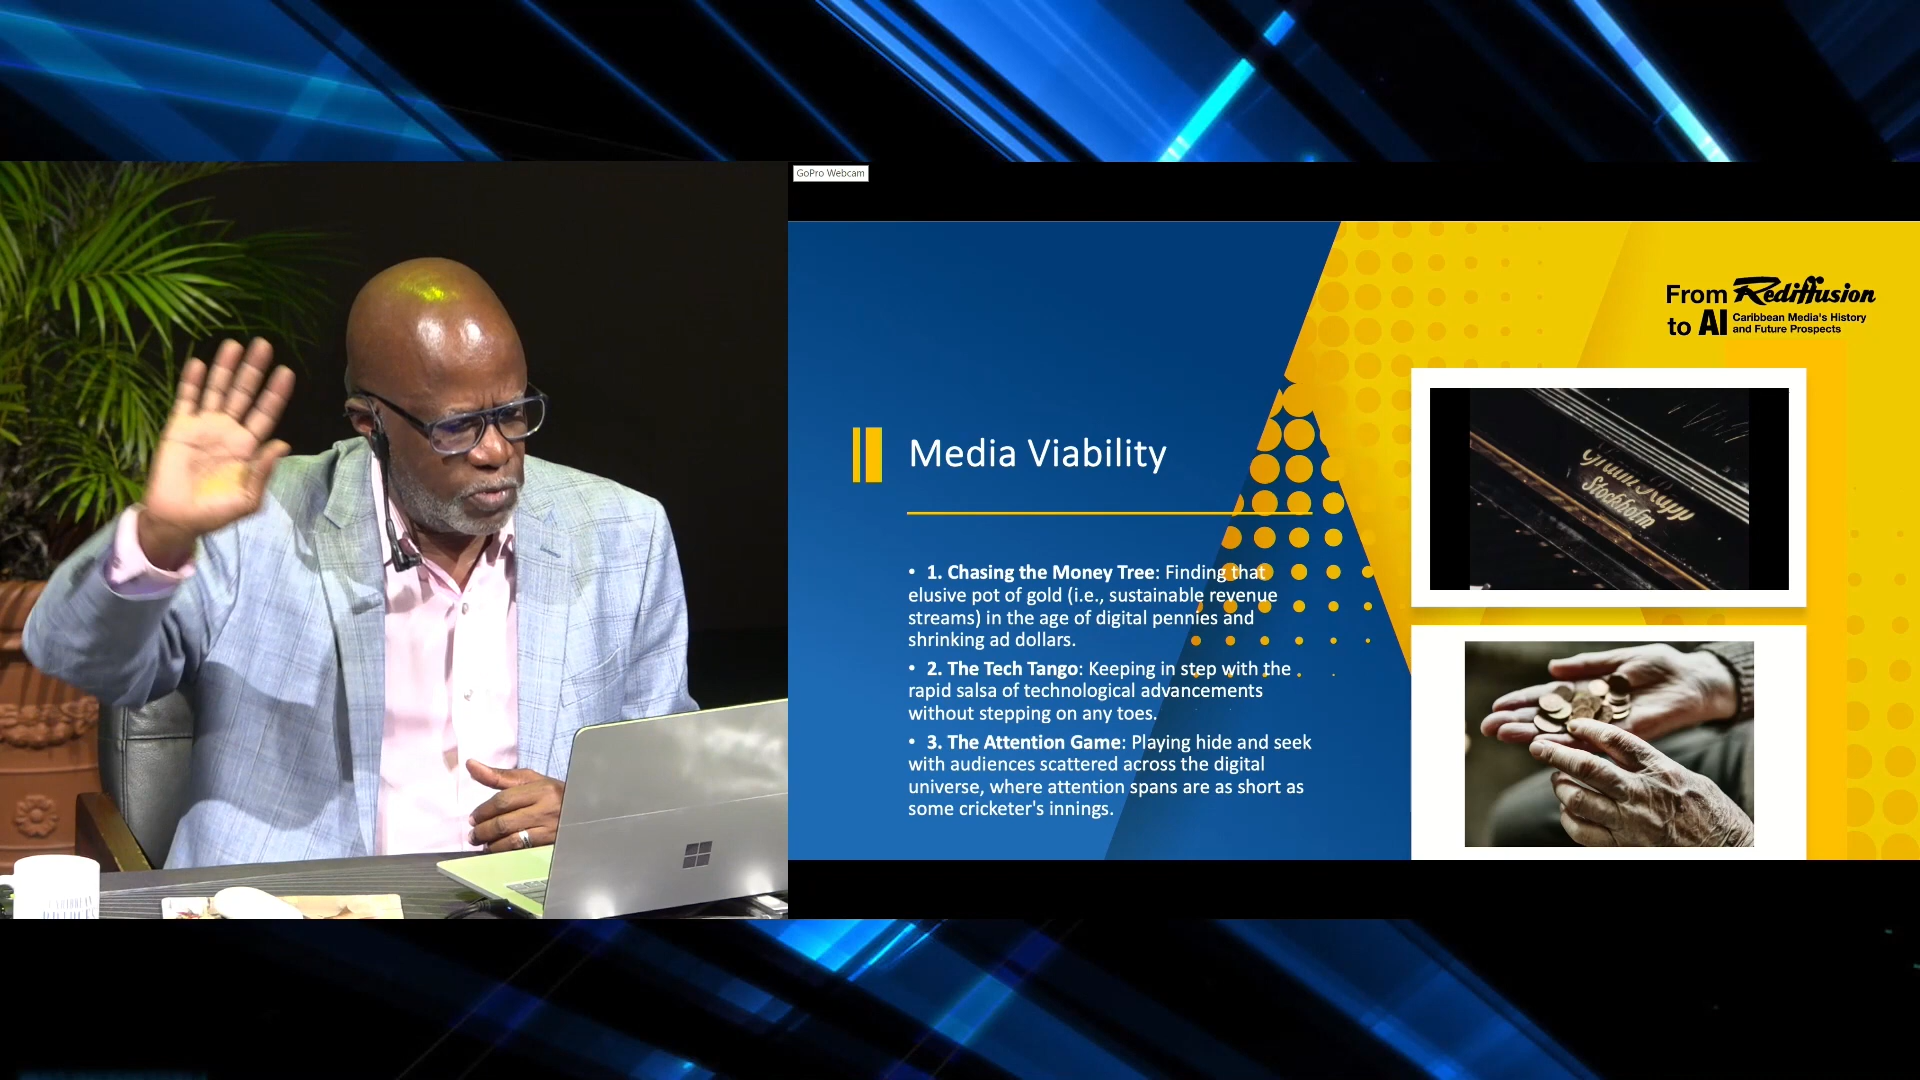 GoPro Webcam
From Rediffusion
to AI Caribbean Media's History
and Future Prospects
Media Viability
• 1. Chasing the Money Tree: Finding that
elusive pot of gold (i.e., sustainable revenue
streams) in the age of digital pennies and
shrinking ad dollars.
• 2. The Tech Tango: Keeping in step with the
rapid salsa of technological advancements
without stepping on any toes.
• 3. The Attention Game: Playing hide and seek
with audiences scattered across the digital
universe, where attention spans are as short as
some cricketer's innings.
Stockholm